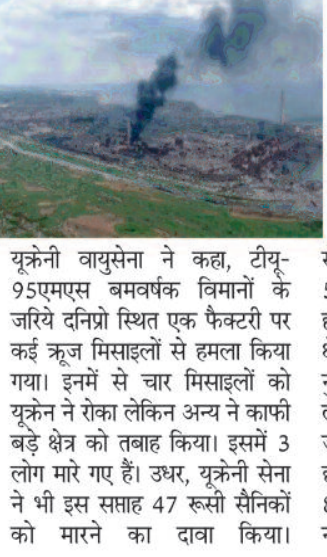 यूक्रेनी वायुसेना ने कहा, टीयू-
95एमएस बमवर्षक विमानों के
जरिये दनिप्रो स्थित एक फैक्टरी पर
कई क्रूज मिसाइलों से हमला किया
गया। इनमें से चार मिसाइलों को
यूक्रेन ने रोका लेकिन अन्य ने काफी
बड़े क्षेत्र को तबाह किया। इसमें 3
लोग मारे गए हैं। उधर, यूक्रेनी सेना
ने भी इस सप्ताह 47 रूसी सैनिकों
को मारने का दावा किया।